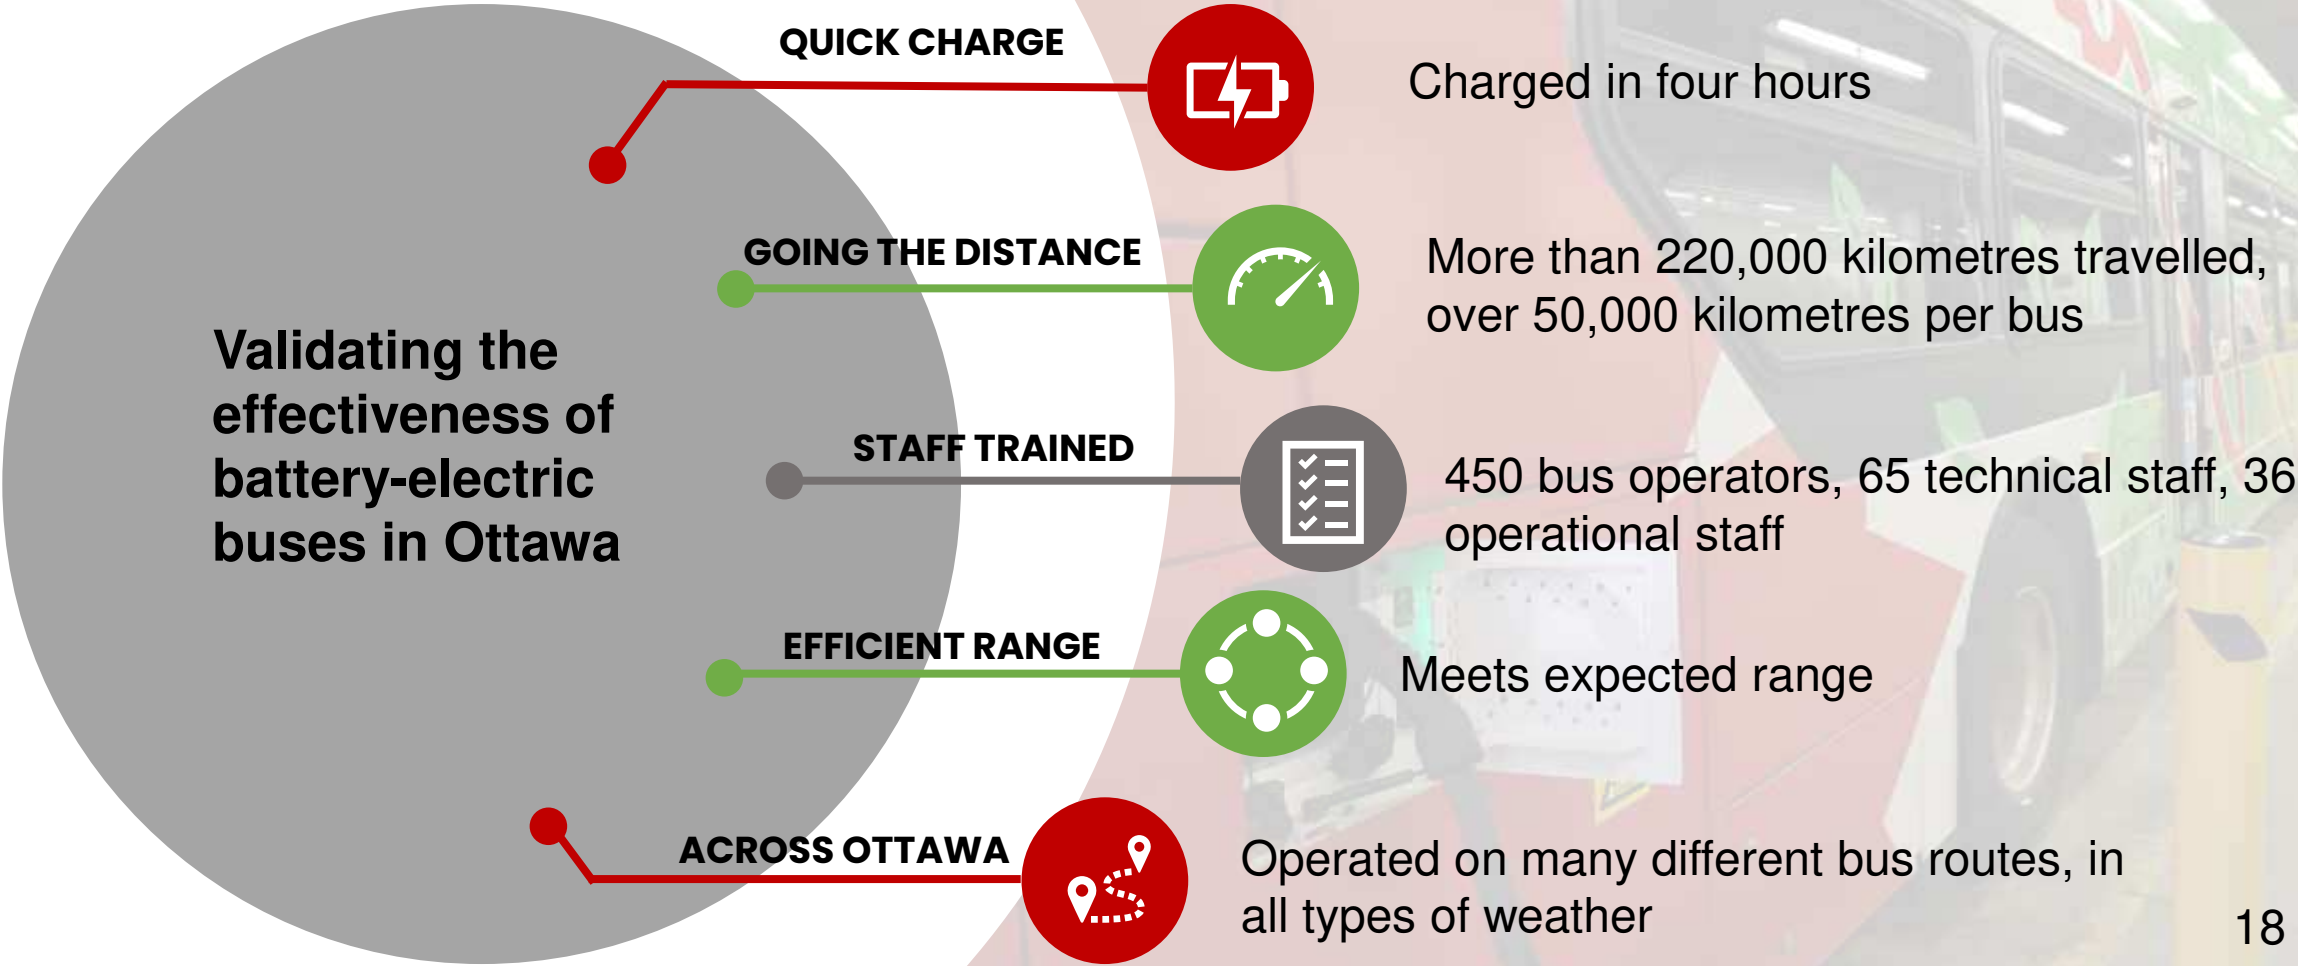 Validating the
effectiveness of
battery-electric
buses in Ottawa
QUICK CHARGE
Charged in four hours
GOING THE DISTANCE
More than 220,000 kilometres travelled,
over 50,000 kilometres per bus
STAFF TRAINED
450 bus operators, 65 technical staff, 36
operational staff
EFFICIENT RANGE
Meets expected range
ACROSS OTTAWA
Operated on many different bus routes, in
all types of weather
18